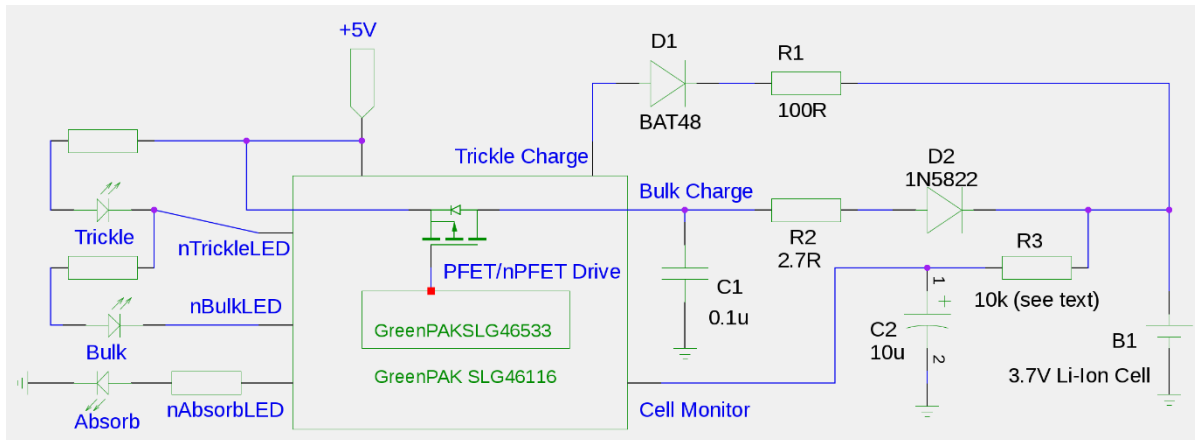 +5V
D1
BAT48
R1
100R
Trickle Charge
D2
1N5822
Bulk Charge
Trickle
nTrickleLED
R2
2.7R
R3
PFET/nPFET Drive
C1
0.1u
1
+
10k (see text)
nBulkLED
Bulk
GreenPAKSLG46533
C2
10u
2
B1
GreenPAK SLG46116
3.7V Li-Ion Cell
nAbsorbLED
Absorb
Cell Monitor